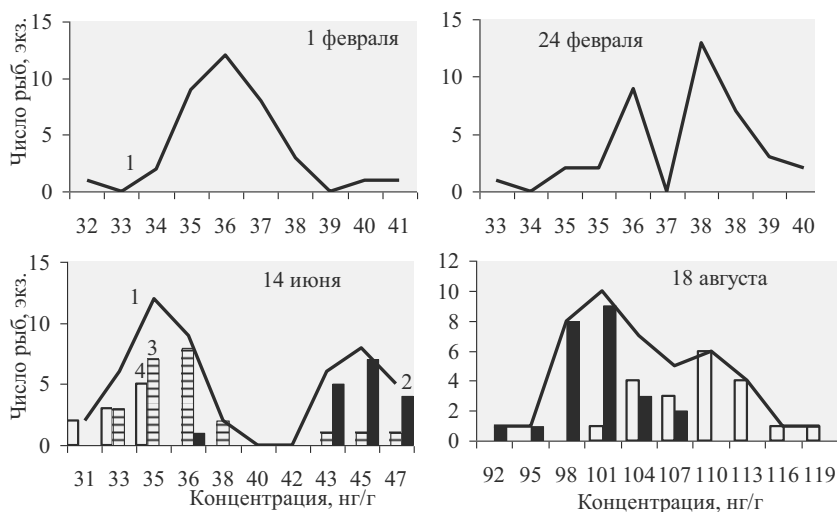 Число рыб, экз.
15
10
5
0
1 февраля
1
32 33 34 35 36 37 38 39 40 41
15
10
5
0
24 февраля
33 34 35 35 36 37 38 38 39 40
Число рыб, экз.
15
10
5
0
14 июня
1
3
4
2
31 33 35 36 38 40 42 43 45 47
Концентрация, нг/г
12
10
8
6
4
2
0
18 августа
92 95 98 101 104 107 110 113 116 119
Концентрация, нг/г